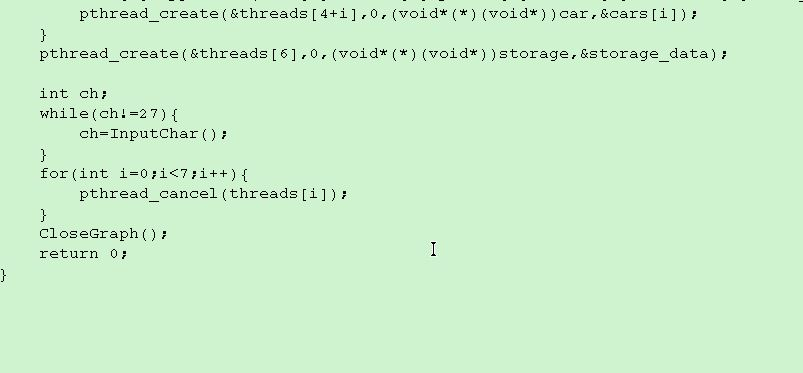 pthread_create(&threads[4+i],0,(void*(*)(void*))car,&cars[i]);
}
pthread_create(&threads[6],0,(void*(*)(void*))storage,&storage_data);
int ch;
while(ch!=27){
ch=InputChar();
}
for(int i=0;i<7;i++){
pthread_cancel(threads[i]);
}
CloseGraph();
return 0;
}